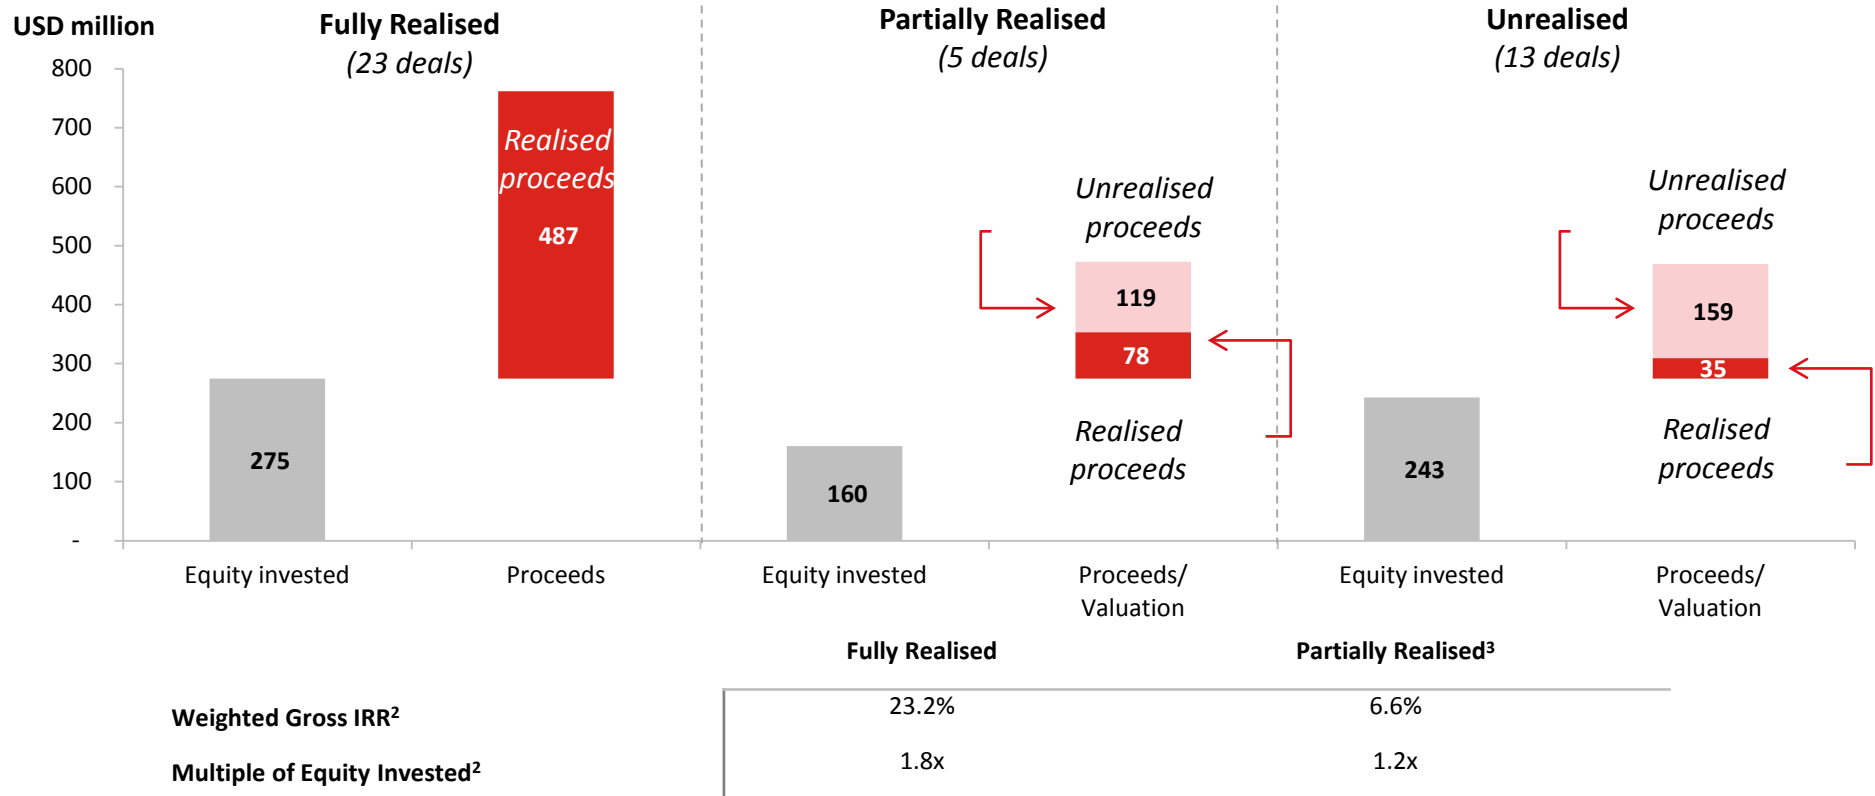 USD million
Fully Realised
(23 deals)
Partially Realised
(5 deals)
Unrealised
(13 deals)
800
700
600
500
400
300
200
100
-
275
Realised
proceeds
487
160
Unrealised
proceeds
119
78
Realised
proceeds
243
Unrealised
proceeds
159
35
Realised
proceeds
Equity invested
Proceeds
Equity invested
Proceeds/
Valuation
Equity invested
Proceeds/
Valuation
Fully Realised
Partially Realised³
Weighted Gross IRR²
23.2%
6.6%
Multiple of Equity Invested²
1.8x
1.2x